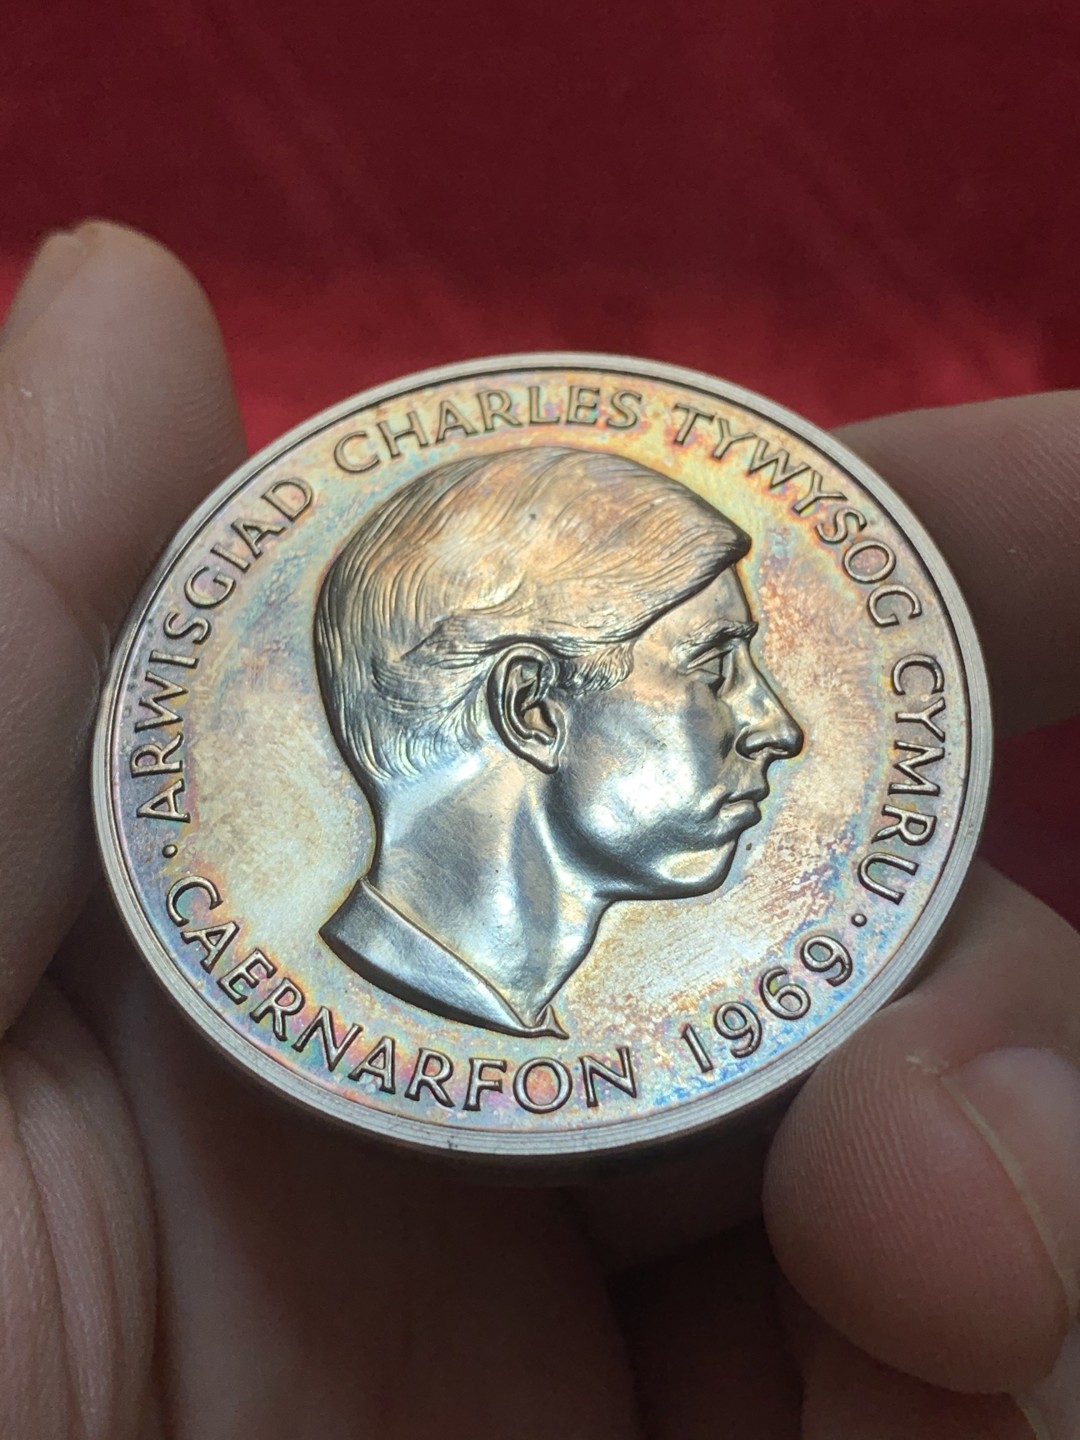 · ARWISGIAD CHARLES TYWYSOG CYMRU ·
CAERNARFON 1969